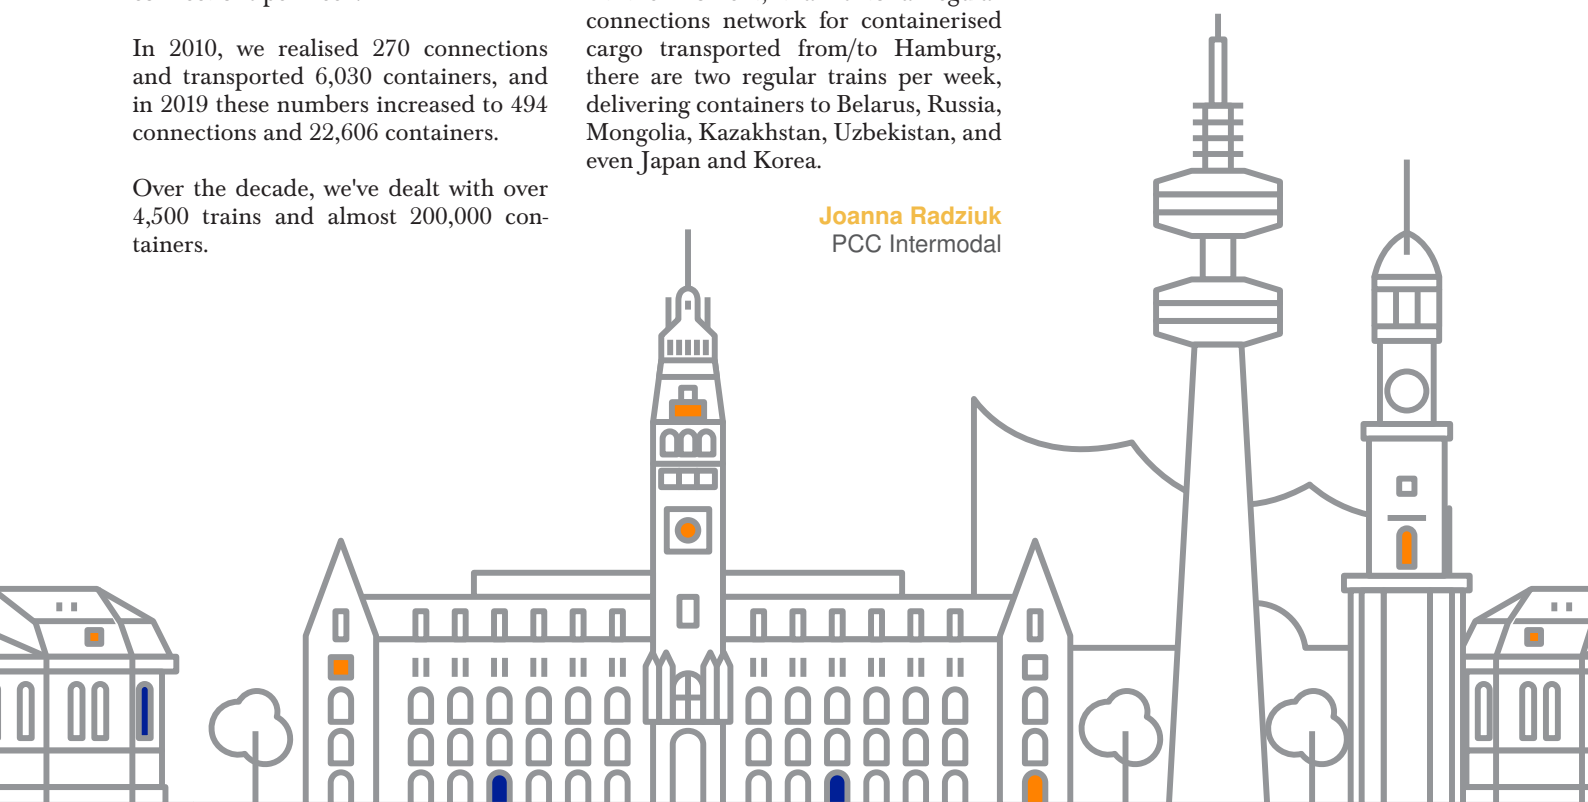 In 2010, we realised 270 connections
and transported 6,030 containers, and
in 2019 these numbers increased to 494
connections and 22,606 containers.
Over the decade, we've dealt with over
4,500 trains and almost 200,000 con-
tainers.
connections network for containerised
cargo transported from/to Hamburg,
there are two regular trains per week,
delivering containers to Belarus, Russia,
Mongolia, Kazakhstan, Uzbekistan, and
even Japan and Korea.
Joanna Radziuk
PCC Intermodal